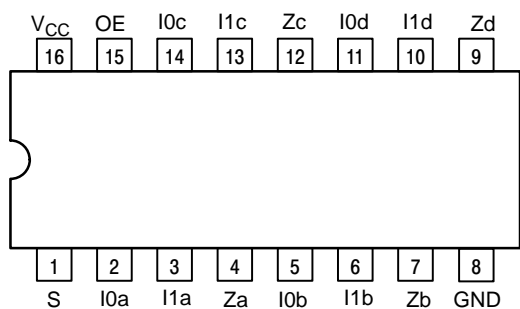 VCC OE I0c I1c Zc I0d I1d Zd
16 15 14 13 12 11 10 9
1 2 3 4 5 6 7 8
S I0a I1a Za I0b I1b Zb GND